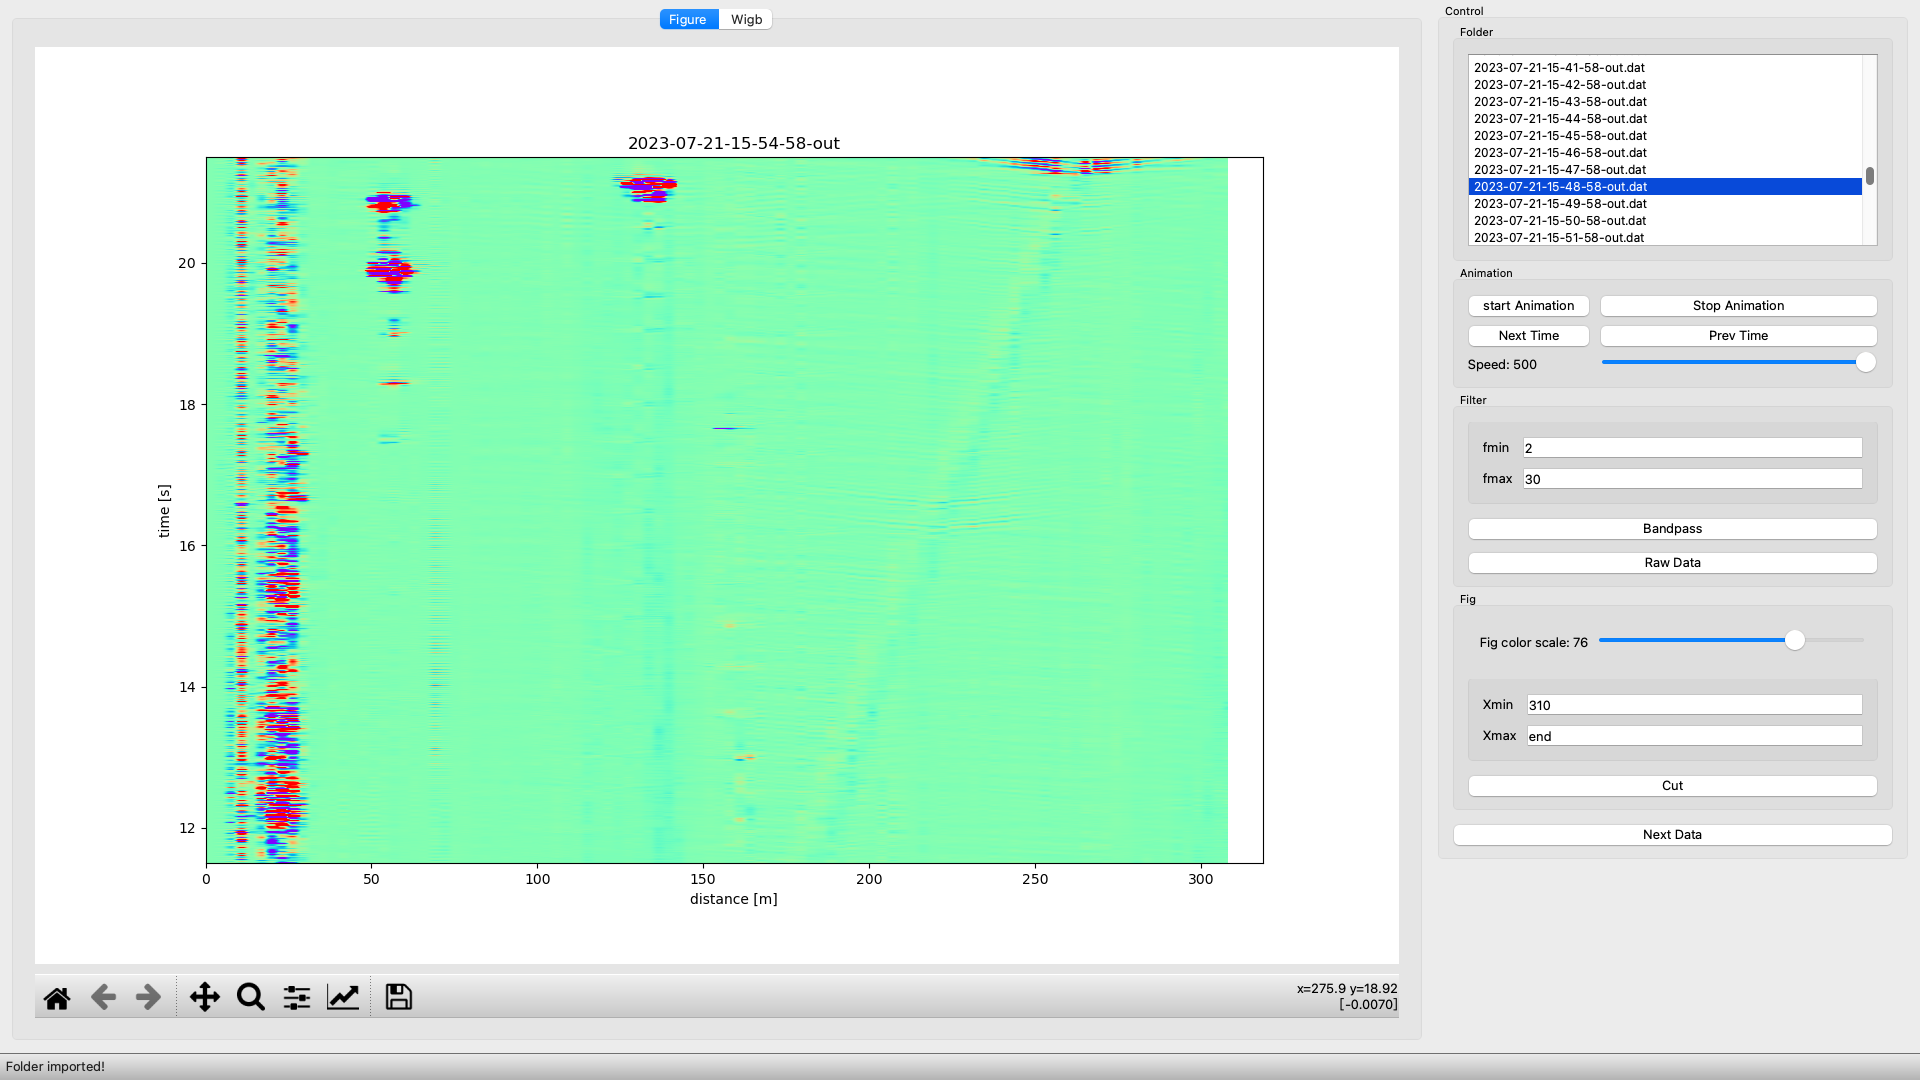 Figure
Wigb
2023-07-21-15-54-58-out
20
18
16
14
12
time [s]
0
50
100
150
200
250
300
distance [m]
x=275.9 y=18.92
[-0.0070]
Control
Folder
2023-07-21-15-41-58-out.dat
2023-07-21-15-42-58-out.dat
2023-07-21-15-43-58-out.dat
2023-07-21-15-44-58-out.dat
2023-07-21-15-45-58-out.dat
2023-07-21-15-46-58-out.dat
2023-07-21-15-47-58-out.dat
2023-07-21-15-48-58-out.dat
2023-07-21-15-49-58-out.dat
2023-07-21-15-50-58-out.dat
2023-07-21-15-51-58-out.dat
Animation
start Animation
Stop Animation
Next Time
Prev Time
Speed: 500
Filter
fmin 2
fmax 30
Bandpass
Raw Data
Fig
Fig color scale: 76
Xmin 310
Xmax end
Cut
Next Data
Folder imported!